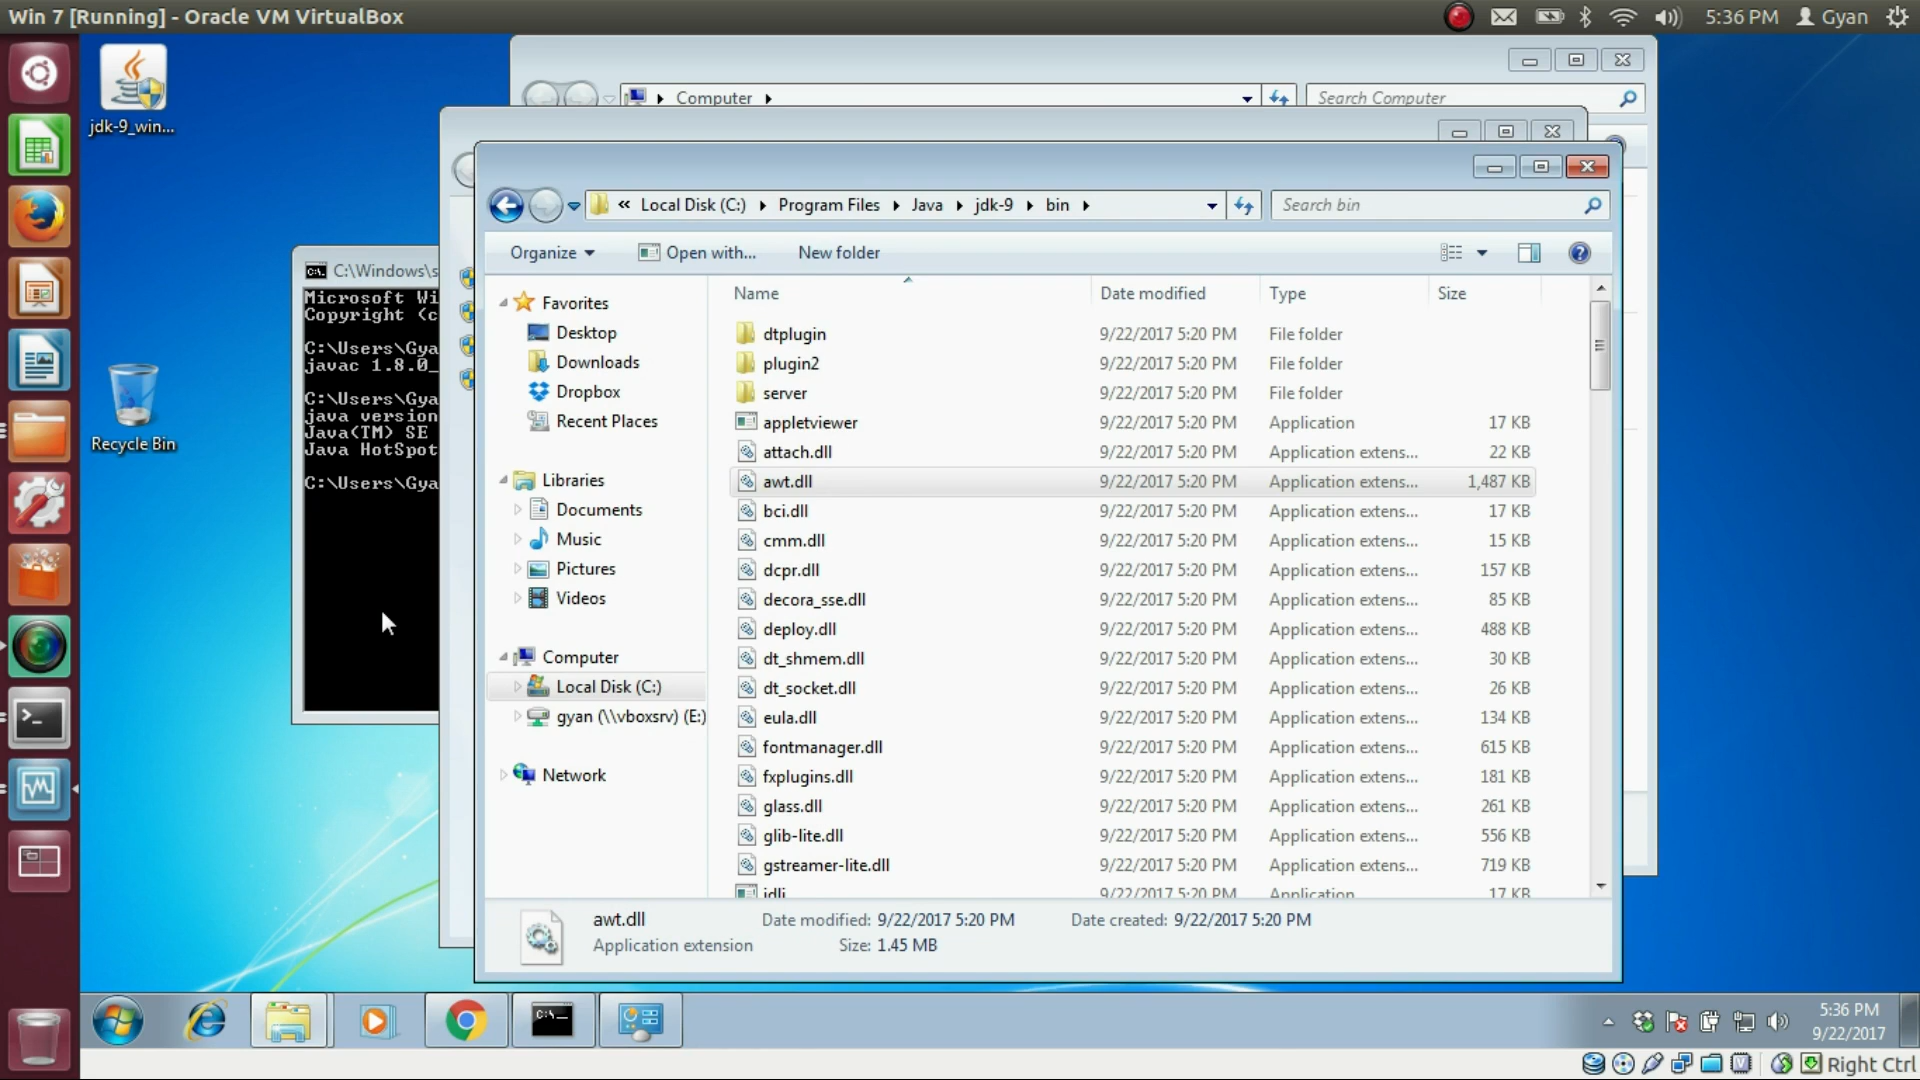 Win 7 [Running] - Oracle VM VirtualBox
5:36 PM
Gyan
jdk-9_win...
Recycle Bin
Computer
Search Computer
C:\Windows\s
Microsoft Wi
Copyright (c
C:\Users\Gya
javac 1.8.0_
C:\Users\Gya
java version
Java(TM) SE
Java HotSpot
C:\Users\Gya
« Local Disk (C:) Program Files Java jdk-9 bin
Search bin
Organize
Open with...
New folder
Favorites
Desktop
Downloads
Dropbox
Recent Places
Libraries
Documents
Music
Pictures
Videos
Computer
Local Disk (C:)
gyan (\\vboxsrv) (E:)
Network
Name Date modified Type Size
dtplugin 9/22/2017 5:20 PM File folder
plugin2 9/22/2017 5:20 PM File folder
server 9/22/2017 5:20 PM File folder
appletviewer 9/22/2017 5:20 PM Application 17 KB
attach.dll 9/22/2017 5:20 PM Application extens... 22 KB
awt.dll 9/22/2017 5:20 PM Application extens... 1,487 KB
bci.dll 9/22/2017 5:20 PM Application extens... 17 KB
cmm.dll 9/22/2017 5:20 PM Application extens... 15 KB
dcpr.dll 9/22/2017 5:20 PM Application extens... 157 KB
decora_sse.dll 9/22/2017 5:20 PM Application extens... 85 KB
deploy.dll 9/22/2017 5:20 PM Application extens... 488 KB
dt_shmem.dll 9/22/2017 5:20 PM Application extens... 30 KB
dt_socket.dll 9/22/2017 5:20 PM Application extens... 26 KB
eula.dll 9/22/2017 5:20 PM Application extens... 134 KB
fontmanager.dll 9/22/2017 5:20 PM Application extens... 615 KB
fxplugins.dll 9/22/2017 5:20 PM Application extens... 181 KB
glass.dll 9/22/2017 5:20 PM Application extens... 261 KB
glib-lite.dll 9/22/2017 5:20 PM Application extens... 556 KB
gstreamer-lite.dll 9/22/2017 5:20 PM Application extens... 719 KB
9/22/2017 5:20 PM Application 17 KB
awt.dll Date modified: 9/22/2017 5:20 PM Date created: 9/22/2017 5:20 PM
Application extension Size: 1.45 MB
5:36 PM
9/22/2017
Right Ctrl